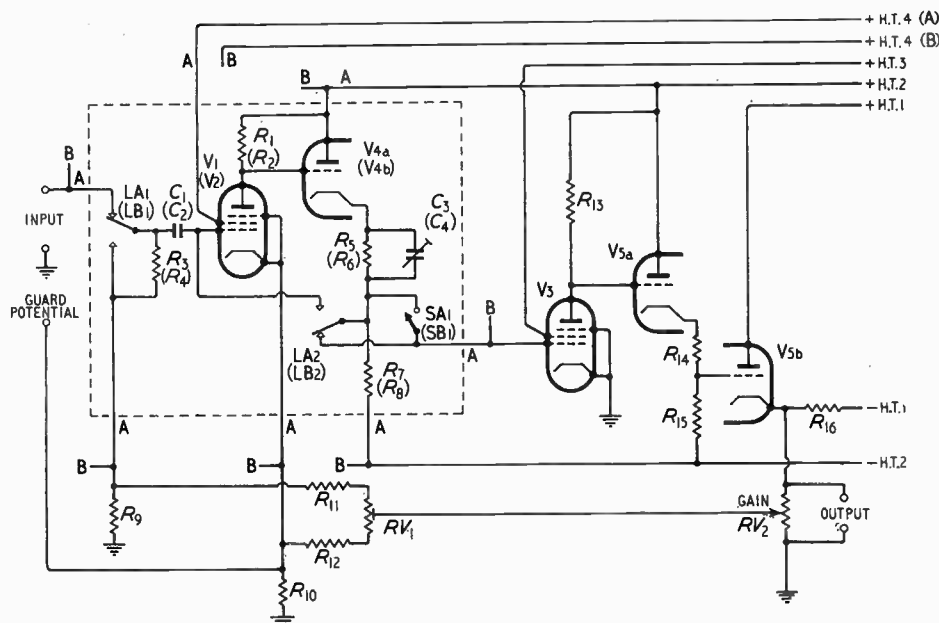 + H.T. 4 (A)
+ H.T. 4 (B)
+ H.T.3
+ H.T.2
+ H.T.1
A
B
B A
B
A
INPUT
LA1
(LB1)
C1
(C2)
R3
(R4)
V1
(V2)
R1
(R2)
V4a
(V4b)
C3
(C4)
R5
(R6)
R13
V5a
GUARD
POTENTIAL
LA2
(LB2)
SA1
(SB1)
B
A
V3
R14
V5b
R7
(R8)
R15
R16
— H.T.1
A
A
A
B
B
B
— H.T.2
R9
R11
RV1
R12
R10
GAIN
RV2
OUTPUT